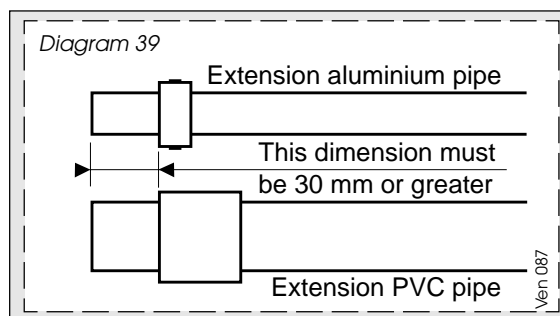 Diagram 39
Extension aluminium pipe
This dimension must
be 30 mm or greater
Extension PVC pipe
Ven 087